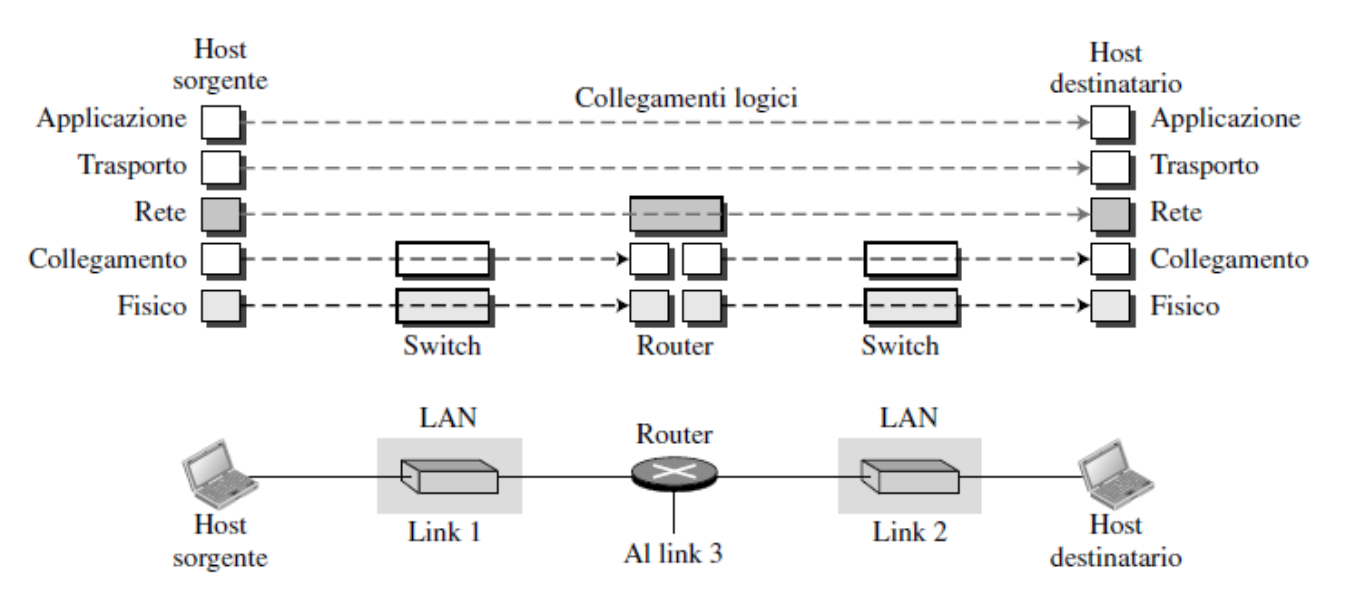 Host
sorgente
Host
destinatario
Collegamenti logici
Applicazione
Applicazione
Trasporto
Trasporto
Rete
Rete
Collegamento
Collegamento
Fisico
Fisico
Switch
Router
Switch
LAN
Router
LAN
Host
sorgente
Link 1
Al link 3
Link 2
Host
destinatario